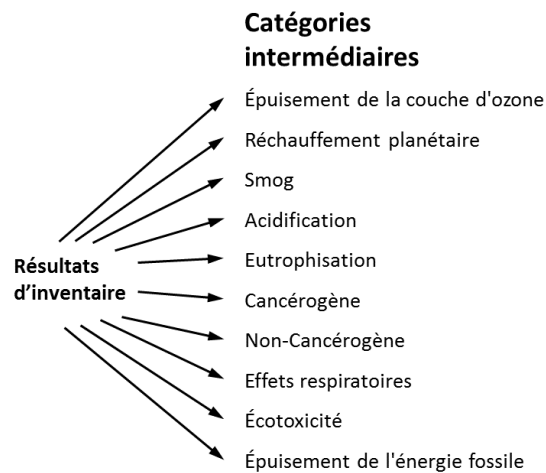 Catégories
intermédiaires
Épuisement de la couche d'ozone
Réchauffement planétaire
Smog
Acidification
Résultats
d’inventaire
Eutrophisation
Cancérogène
Non-Cancérogène
Effets respiratoires
Écotoxicité
Épuisement de l'énergie fossile